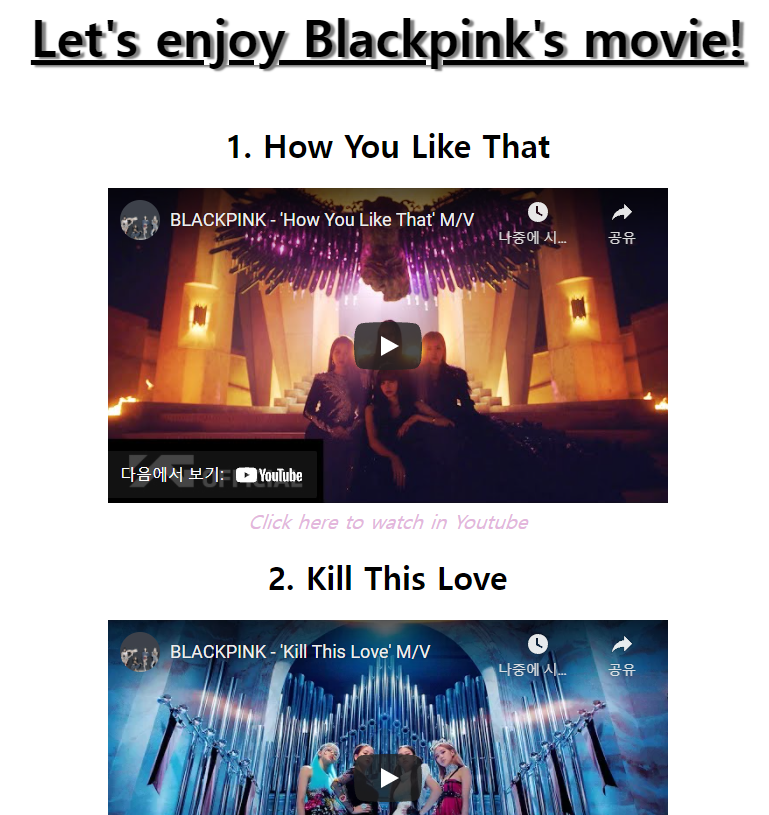 Let's enjoy Blackpink's movie!
1. How You Like That
BLACKPINK - 'How You Like That' M/V
나중에 시...
공유
다음에서 보기: YouTube
YG OFFICIAL
Click here to watch in Youtube
2. Kill This Love
BLACKPINK - 'Kill This Love' M/V
나중에 시...
공유